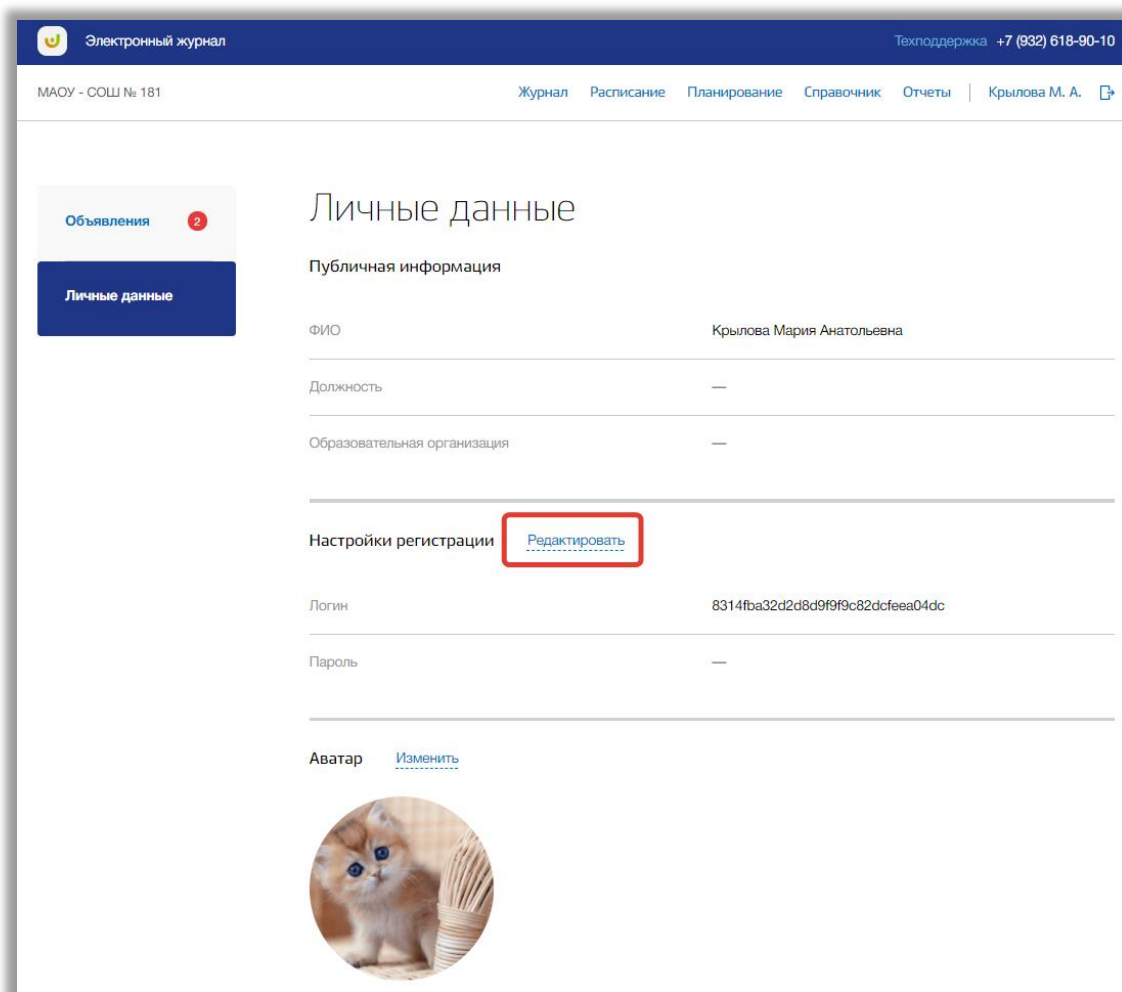 Электронный журнал Техподдержка +7 (932) 618-90-10
МАОУ - СОШ № 181 Журнал Расписание Планирование Справочник Отчеты Крылова М. А.
Объявления 2
Личные данные
Личные данные
Публичная информация
ФИО Крылова Мария Анатольевна
Должность —
Образовательная организация —
Настройки регистрации Редактировать
Логин 8314fba32d2d8d9f9f9c82dcfeea04dc
Пароль —
Аватар Изменить